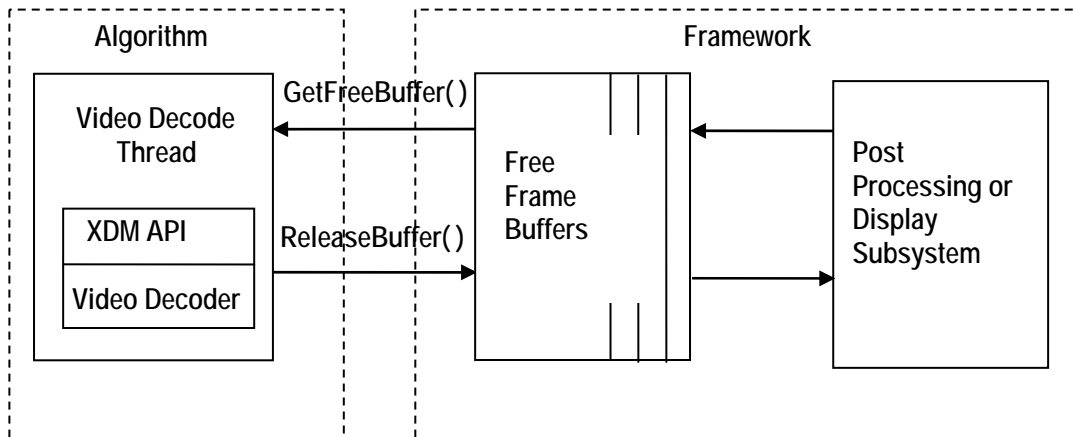 Algorithm
Framework
Video Decode
Thread
XDM API
Video Decoder
GetFreeBuffer( )
ReleaseBuffer( )
Free
Frame
Buffers
Post
Processing or
Display
Subsystem